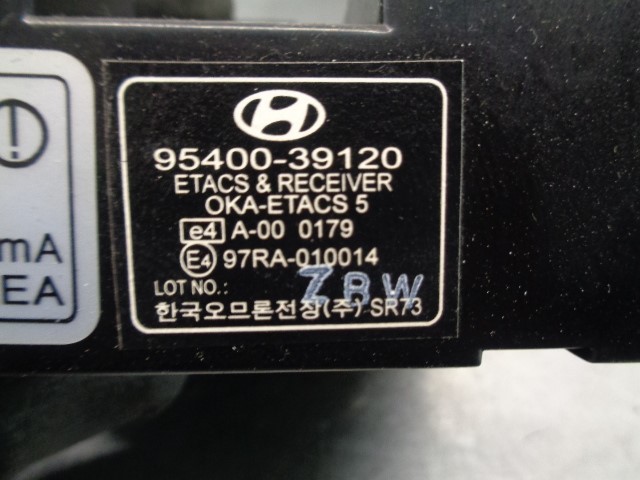 95400-39120
ETACS & RECEIVER
OKA-ETACS 5
e4 A-00 0179
E4 97RA-010014
LOT NO.: ZBW
한국오므론전장(주) SR73
mA
EA